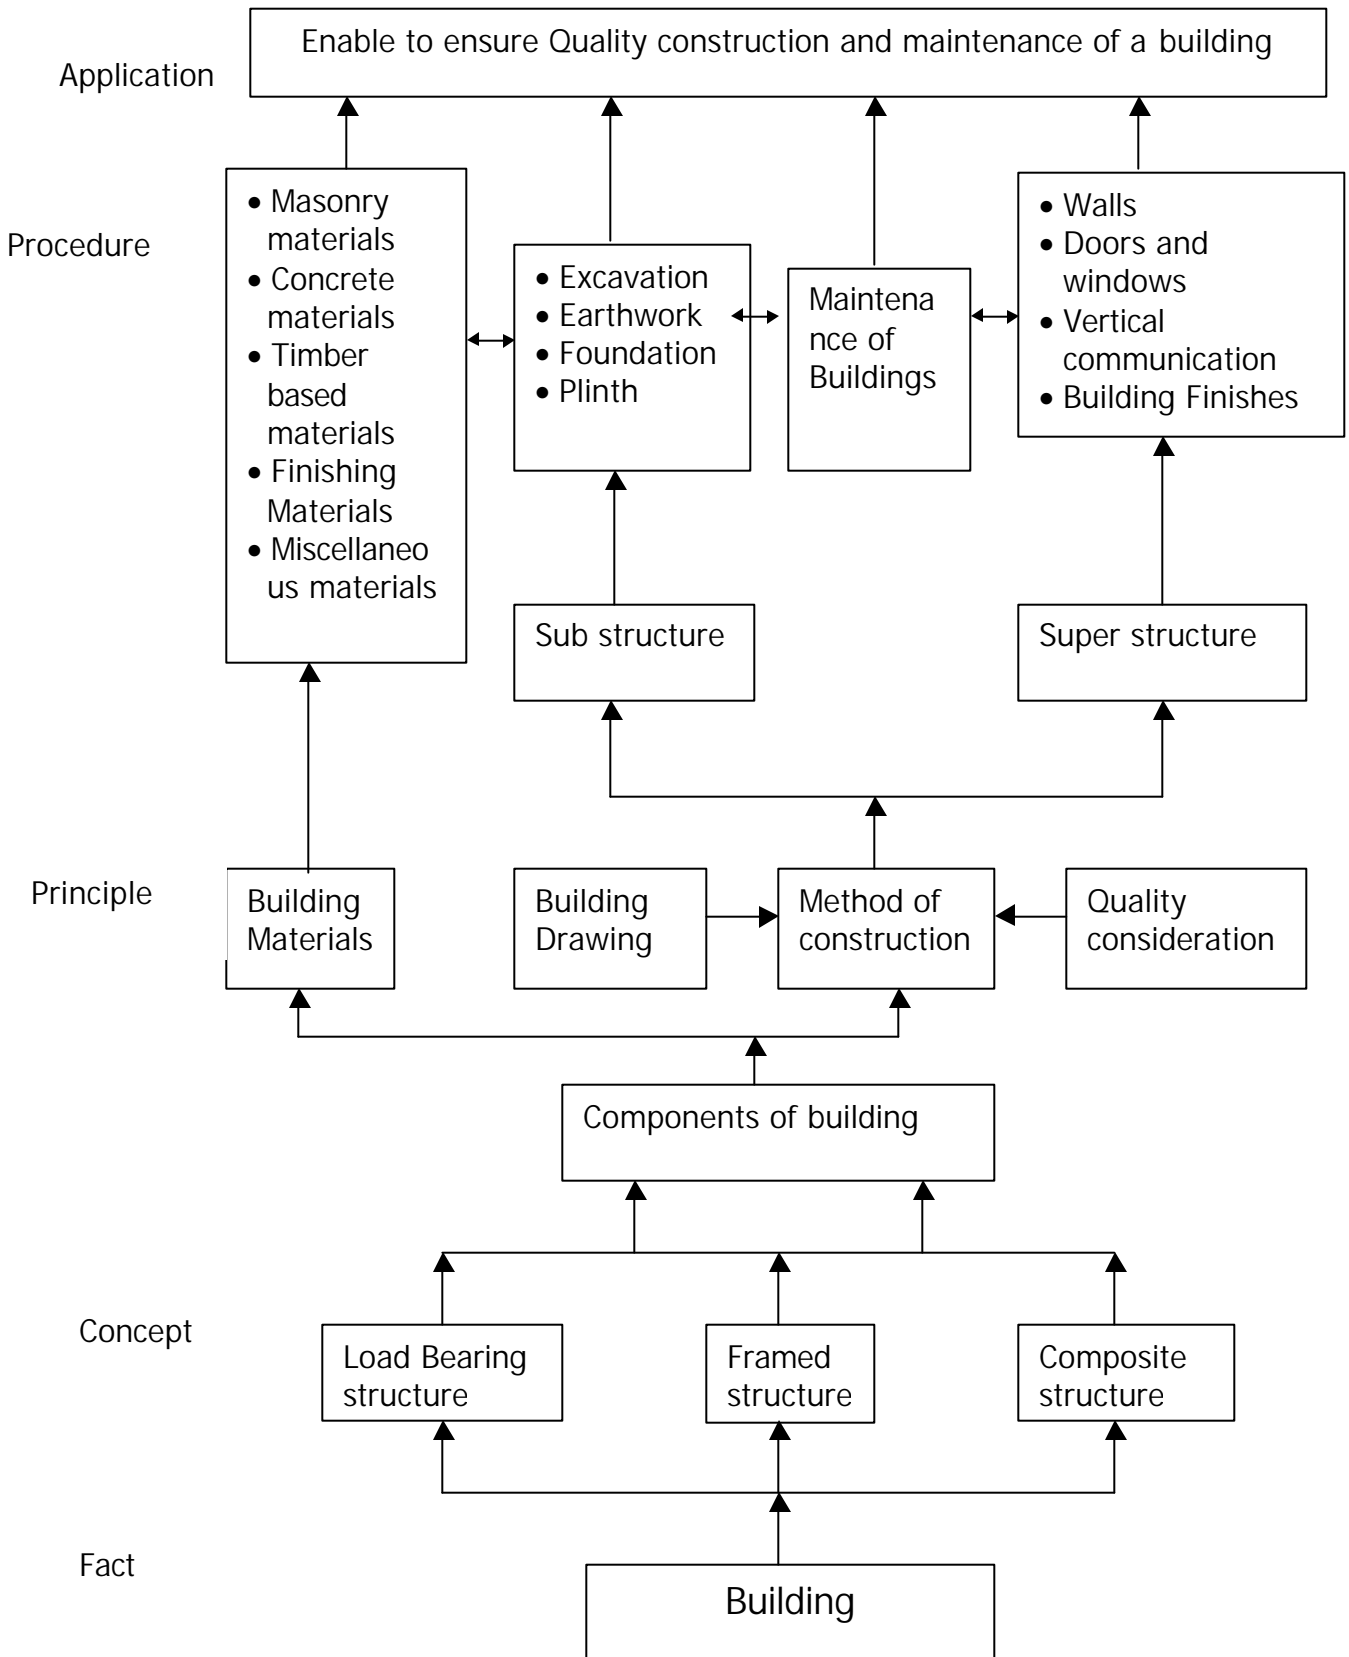 Enable to ensure Quality construction and maintenance of a building
Application
Procedure
• Masonry
materials
• Concrete
materials
• Timber
based
materials
• Finishing
Materials
• Miscellaneo
us materials
• Excavation
• Earthwork
• Foundation
• Plinth
Maintena
nce of
Buildings
• Walls
• Doors and
windows
• Vertical
communication
• Building Finishes
Sub structure
Super structure
Principle
Building
Materials
Building
Drawing
Method of
construction
Quality
consideration
Components of building
Concept
Load Bearing
structure
Framed
structure
Composite
structure
Fact
Building